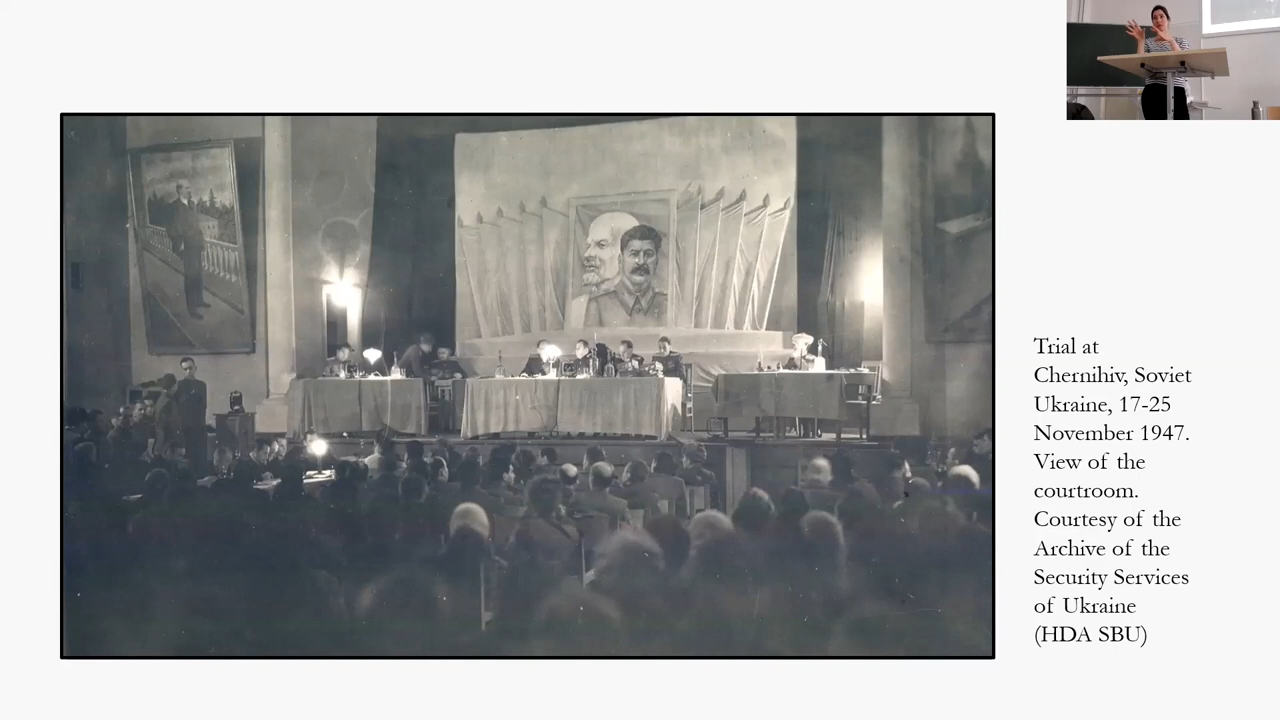 Trial at
Chernihiv, Soviet
Ukraine, 17-25
November 1947.
View of the
courtroom.
Courtesy of the
Archive of the
Security Services
of Ukraine
(HDA SBU)